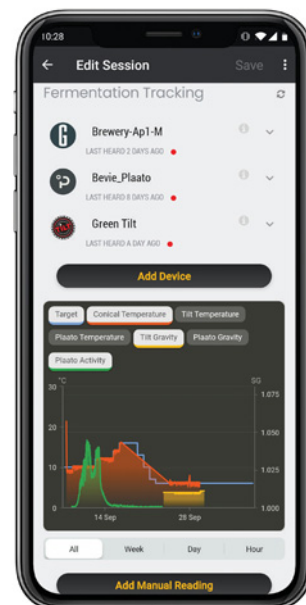 10:28
Edit Session
Save
Fermentation Tracking
G
Brewery-Ap1-M
LAST HEARD 2 DAYS AGO
Bevie_Plaato
LAST HEARD 8 DAYS AGO
Green Tilt
LAST HEARD A DAY AGO
Add Device
Target Conical Temperature Tilt Temperature
Plaato Temperature Tilt Gravity Plaato Gravity
Plaato Activity
°C SG
30 1.075
20 1.050
10 1.025
0 1.000
14 Sep 28 Sep
All Week Day Hour
Add Manual Reading